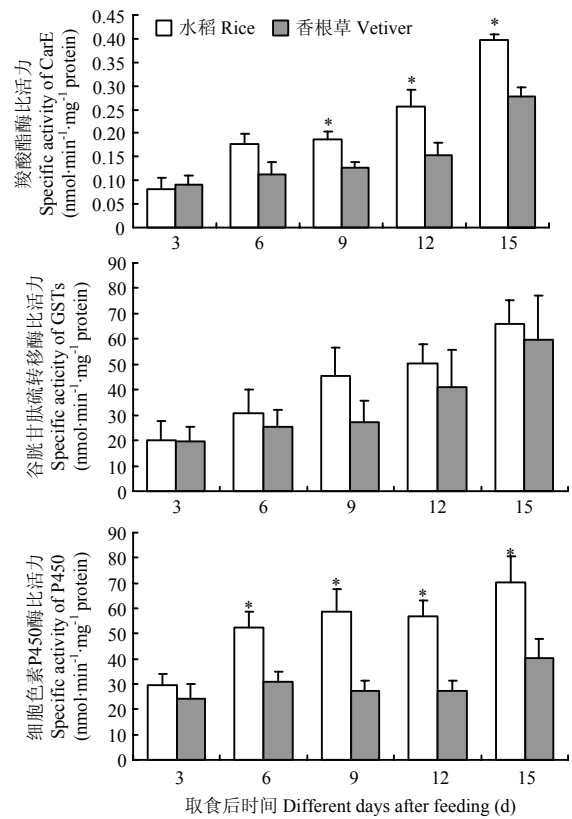 水稻 Rice 香根草 Vetiver
羧酸酯酶比活力
Specific activity of CarE
(nmol·min⁻¹·mg⁻¹ protein)
0.45
0.40
0.35
0.30
0.25
0.20
0.15
0.10
0.05
0
* * *
3 6 9 12 15
谷胱甘肽硫转移酶比活力
Specific acticity of GSTs
(nmol·min⁻¹·mg⁻¹ protein)
90
80
70
60
50
40
30
20
10
0
3 6 9 12 15
细胞色素P450酶比活力
Specific activity of P450
(nmol·min⁻¹·mg⁻¹ protein)
90
80
70
60
50
40
30
20
10
0
* * * *
3 6 9 12 15
取食后时间 Different days after feeding (d)